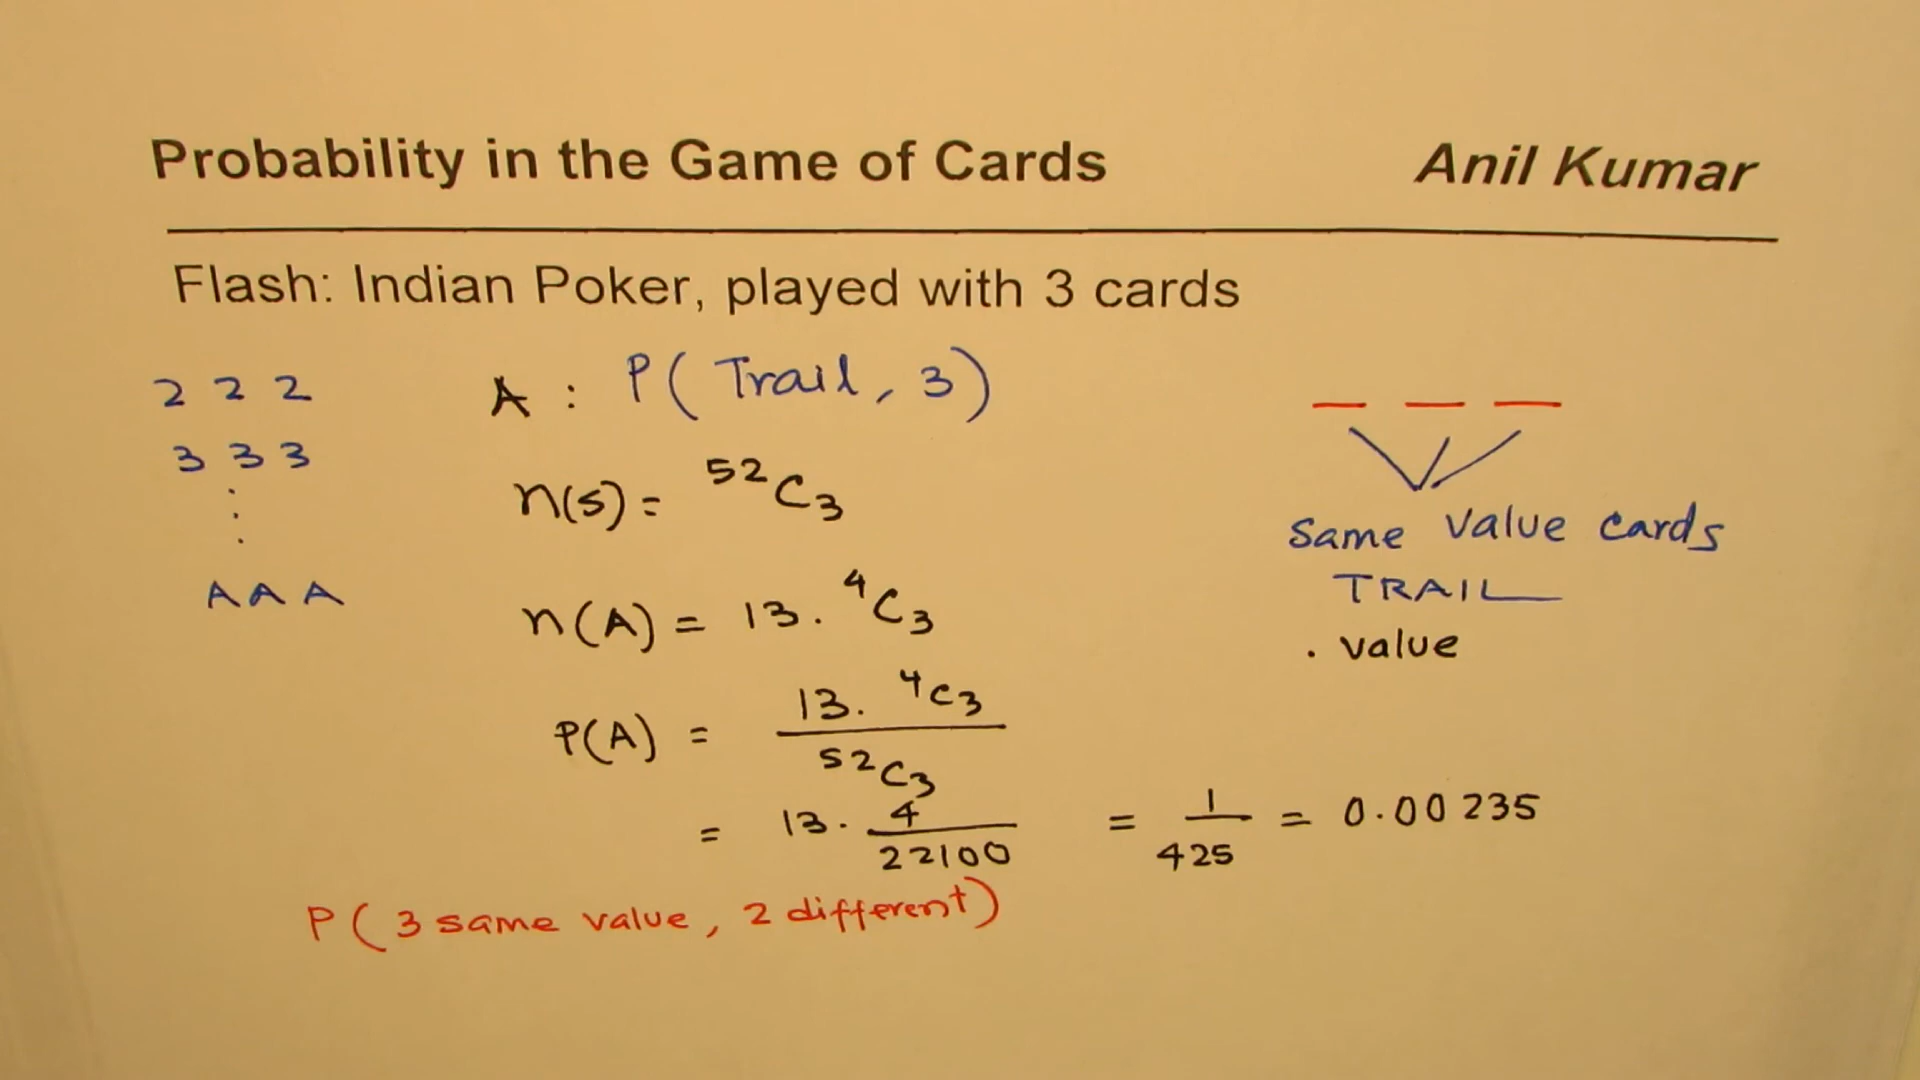 Probability in the Game of Cards
Anil Kumar
Flash: Indian Poker, played with 3 cards
2 2 2
3 3 3
⋮
A A A
A : P( Trail, 3)
n(s) = ⁵²C₃
n(A) = 13. ⁴C₃
P(A) = 13. ⁴C₃ / ⁵²C₃
= 13. 4 / 22100 = 1 / 425 = 0.00235
P( 3 same value, 2 different)
— — —
Same Value Cards
TRAIL
. value